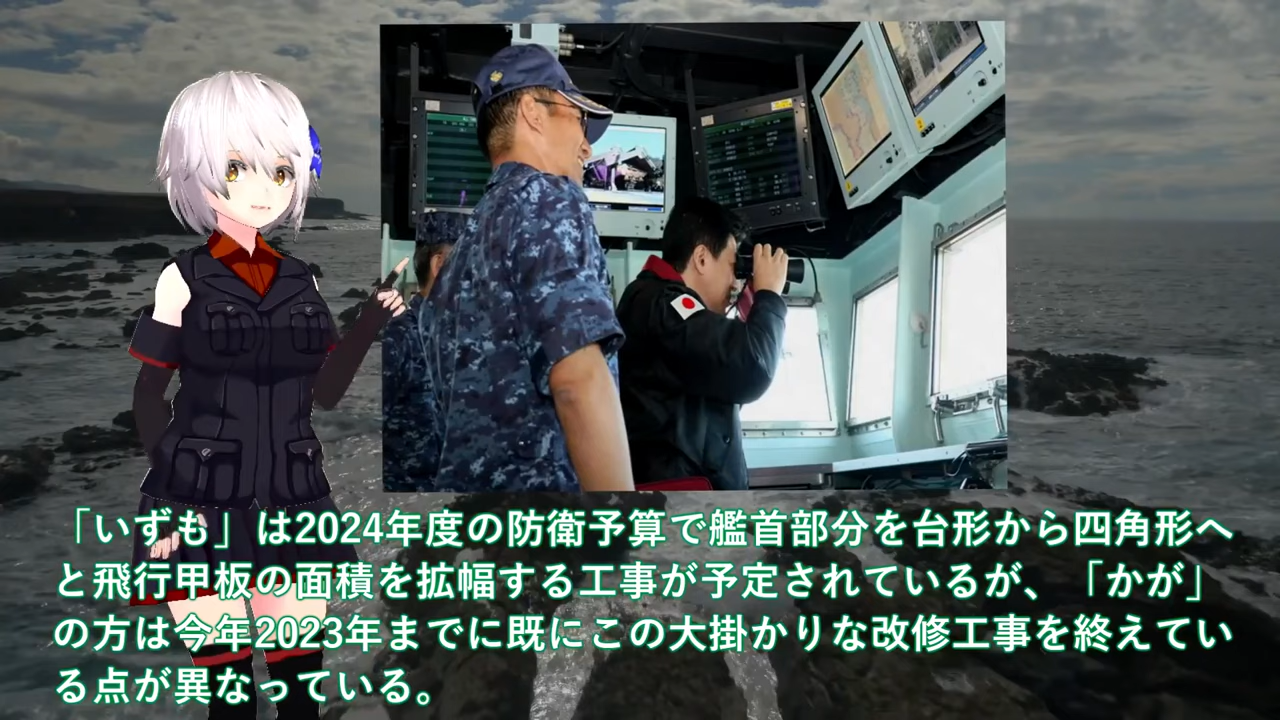 「いずも」は2024年度の防衛予算で艦首部分を台形から四角形へ
と飛行甲板の面積を拡幅する工事が予定されているが、「かが」
の方は今年2023年までに既にこの大掛かりな改修工事を終えてい
る点が異なっている。